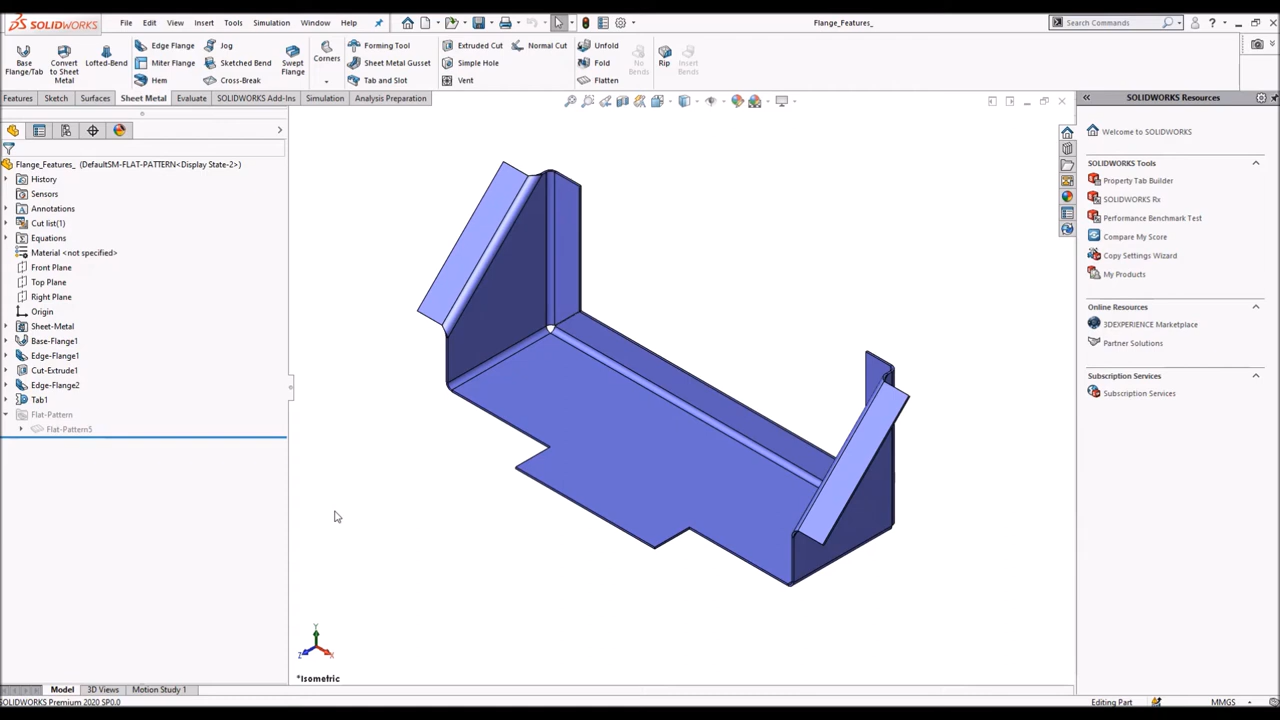 SOLIDWORKS File Edit View Insert Tools Simulation Window Help Flange_Features_ Search Commands ?
Base Flange/Tab Convert to Sheet Metal Lofted-Bend Edge Flange Miter Flange Hem Jog Sketched Bend Cross-Break Swept Flange Corners Forming Tool Sheet Metal Gusset Tab and Slot Extruded Cut Simple Hole Vent Normal Cut Unfold Fold Flatten No Bends Rip Insert Bends
Features Sketch Surfaces Sheet Metal Evaluate SOLIDWORKS Add-Ins Simulation Analysis Preparation
Flange_Features_ (DefaultSM-FLAT-PATTERN<Display State-2>)
History
Sensors
Annotations
Cut list(1)
Equations
Material <not specified>
Front Plane
Top Plane
Right Plane
Origin
Sheet-Metal
Base-Flange1
Edge-Flange1
Cut-Extrude1
Edge-Flange2
Tab1
Flat-Pattern
Flat-Pattern5
Y
Z
X
*Isometric
SOLIDWORKS Resources
Welcome to SOLIDWORKS
SOLIDWORKS Tools
Property Tab Builder
SOLIDWORKS Rx
Performance Benchmark Test
Compare My Score
Copy Settings Wizard
My Products
Online Resources
3DEXPERIENCE Marketplace
Partner Solutions
Subscription Services
Subscription Services
Model 3D Views Motion Study 1
SOLIDWORKS Premium 2020 SP0.0 Editing Part MMGS